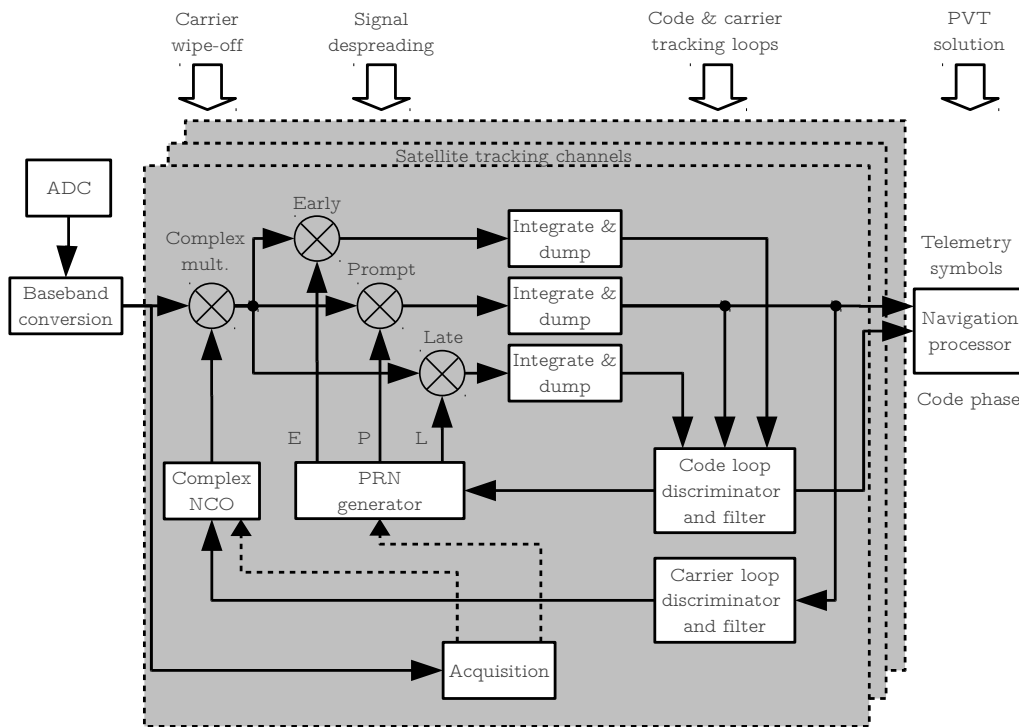 Carrier
wipe-off
Signal
despreading
Code & carrier
tracking loops
PVT
solution
Satellite tracking channels
ADC
Baseband
conversion
Complex
mult.
Early
Prompt
Late
Integrate &
dump
Integrate &
dump
Integrate &
dump
Telemetry
symbols
Navigation
processor
Code phase
E
P
L
Complex
NCO
PRN
generator
Code loop
discriminator
and filter
Carrier loop
discriminator
and filter
Acquisition